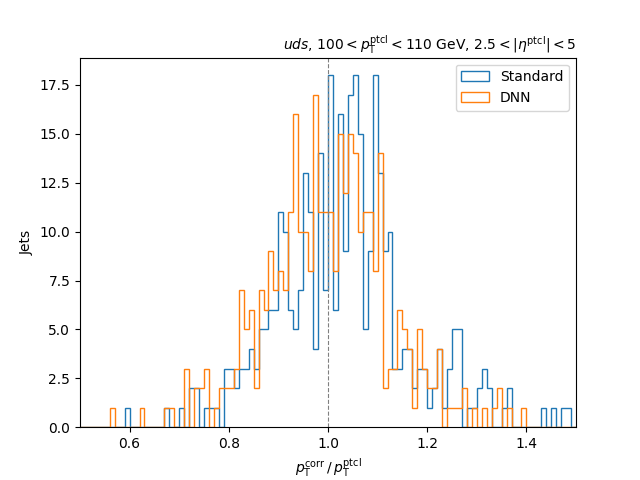 uds, 100 < p_T^ptcl < 110 GeV, 2.5 < |η^ptcl| < 5
Standard
DNN
17.5
15.0
12.5
10.0
7.5
5.0
2.5
0.0
Jets
0.6 0.8 1.0 1.2 1.4
p_T^corr / p_T^ptcl